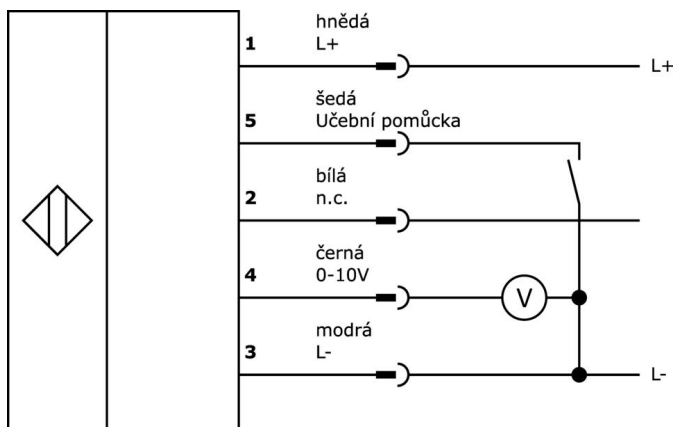 hnědá
1 L+
L+
šedá
5 Učební pomůcka
bílá
2 n.c.
černá
4 0-10V
V
modrá
3 L-
L-